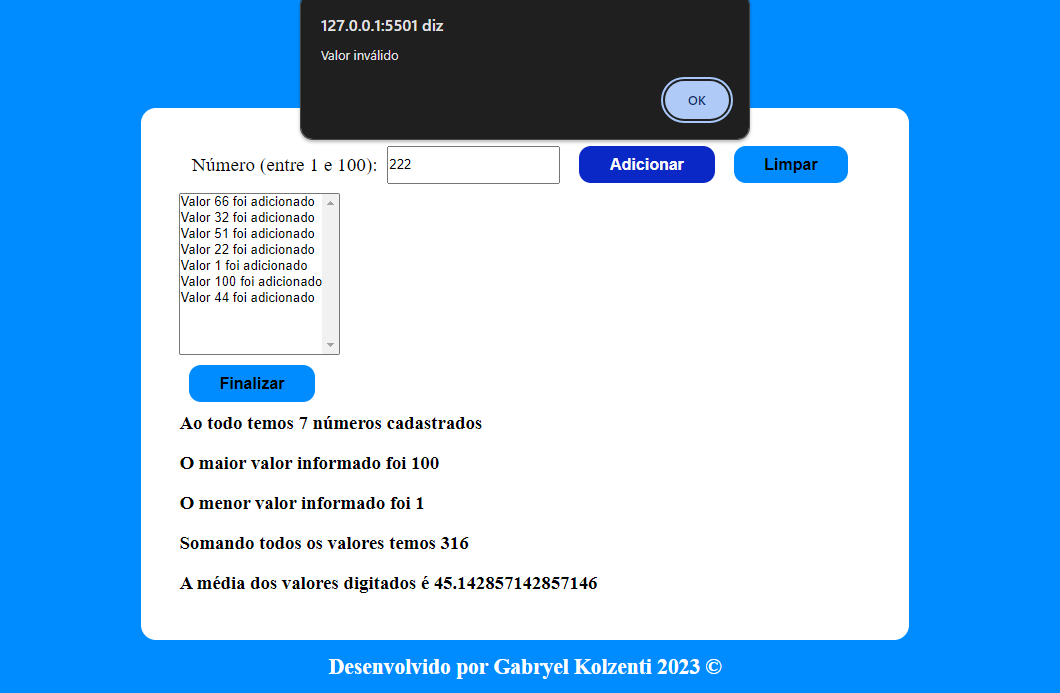 127.0.0.1:5501 diz
Valor inválido
OK
Número (entre 1 e 100): 222 Adicionar Limpar
Valor 66 foi adicionado
Valor 32 foi adicionado
Valor 51 foi adicionado
Valor 22 foi adicionado
Valor 1 foi adicionado
Valor 100 foi adicionado
Valor 44 foi adicionado
Finalizar
Ao todo temos 7 números cadastrados
O maior valor informado foi 100
O menor valor informado foi 1
Somando todos os valores temos 316
A média dos valores digitados é 45.142857142857146
Desenvolvido por Gabryel Kolzenti 2023 ©